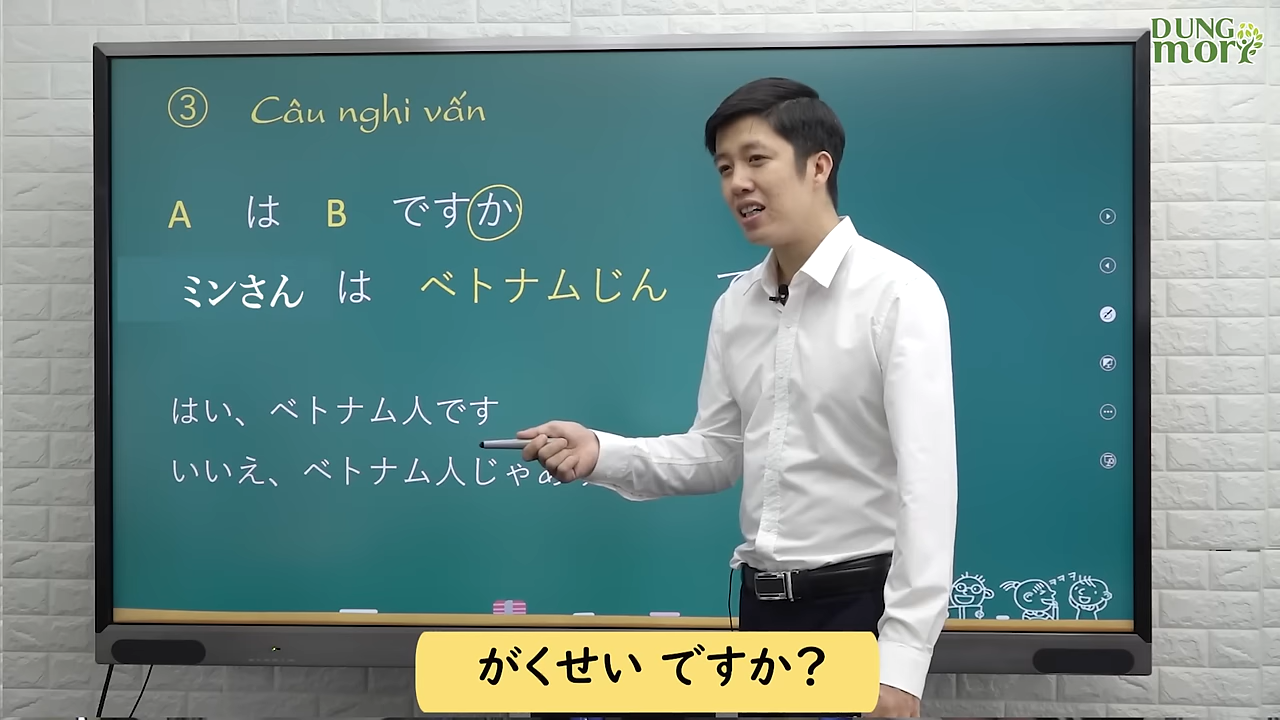 DUNG
mori
③ Câu nghi vấn
A は B ですか
ミンさん は ベトナムじん
はい、ベトナム人です
いいえ、ベトナム人じゃあ
がくせい ですか?